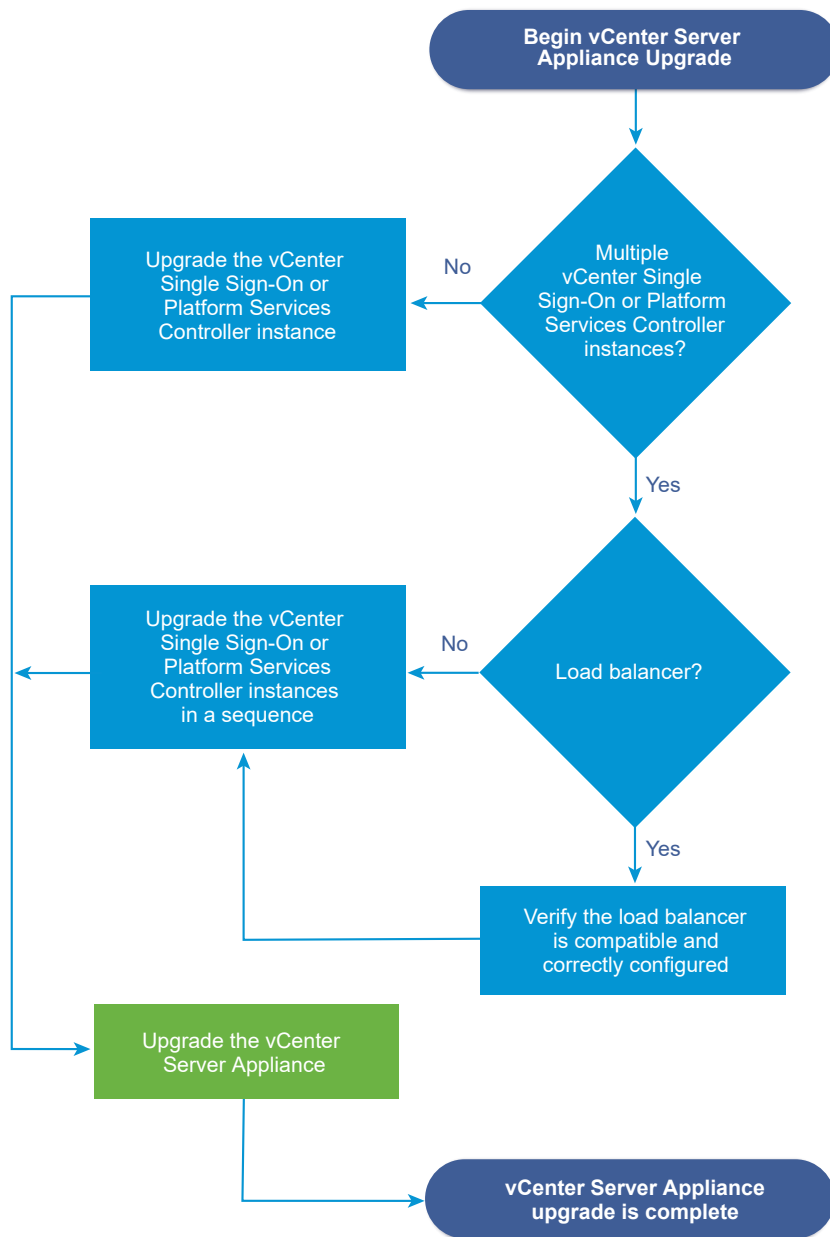 Begin vCenter Server
Appliance Upgrade
Multiple
vCenter Single
Sign-On or Platform
Services Controller
instances?
No
Upgrade the vCenter
Single Sign-On or
Platform Services
Controller instance
Yes
Load balancer?
No
Upgrade the vCenter
Single Sign-On or
Platform Services
Controller instances
in a sequence
Yes
Verify the load balancer
is compatible and
correctly configured
Upgrade the vCenter
Server Appliance
vCenter Server Appliance
upgrade is complete